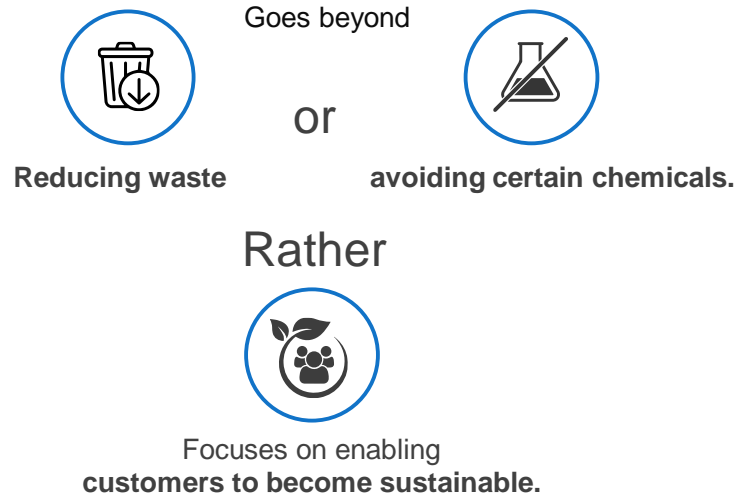 Goes beyond
or
Reducing waste
avoiding certain chemicals.
Rather
Focuses on enabling
customers to become sustainable.